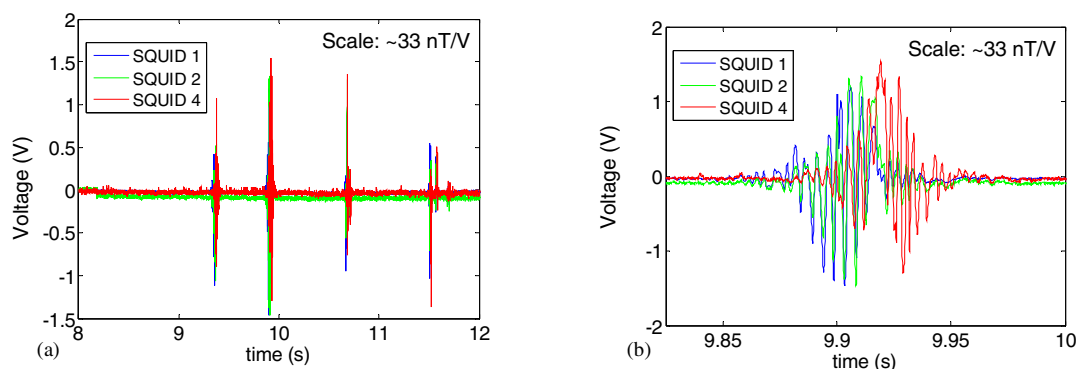 2
1.5
1
0.5
0
-0.5
-1
-1.5
Voltage (V)
SQUID 1
SQUID 2
SQUID 4
Scale: ~33 nT/V
8
9
10
11
12
time (s)
(a)
2
1
0
-1
-2
Voltage (V)
SQUID 1
SQUID 2
SQUID 4
Scale: ~33 nT/V
9.85
9.9
9.95
10
time (s)
(b)